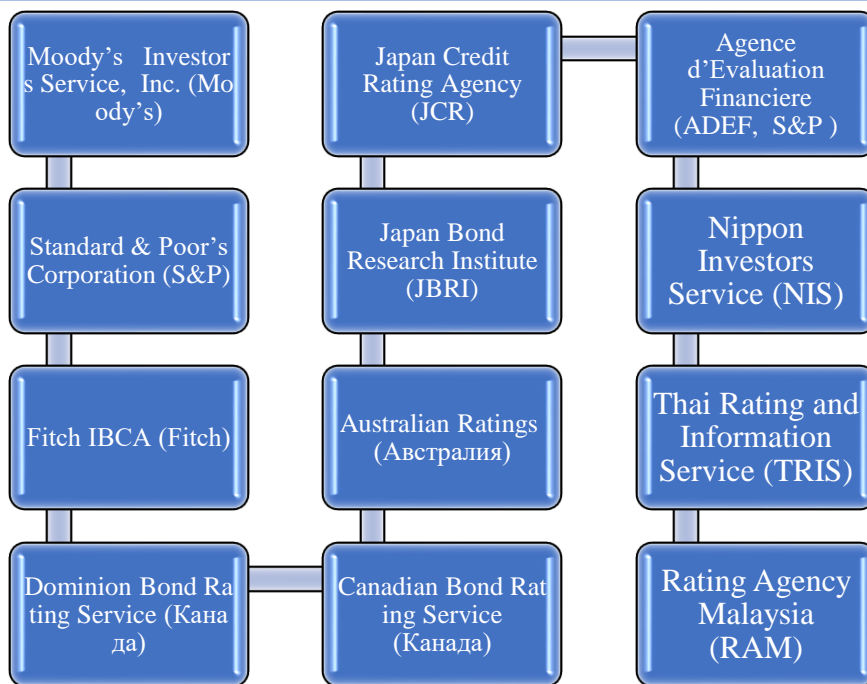 Moody’s Investor
s Service, Inc. (Mo
ody’s)
Standard & Poor’s
Corporation (S&P)
Fitch IBCA (Fitch)
Dominion Bond Ra
ting Service (Кана
да)
Canadian Bond Rat
ing Service
(Канада)
Australian Ratings
(Австралия)
Japan Bond
Research Institute
(JBRI)
Japan Credit
Rating Agency
(JCR)
Agence
d’Evaluation
Financiere
(ADEF, S&P )
Nippon
Investors
Service (NIS)
Thai Rating and
Information
Service (TRIS)
Rating Agency
Malaysia
(RAM)